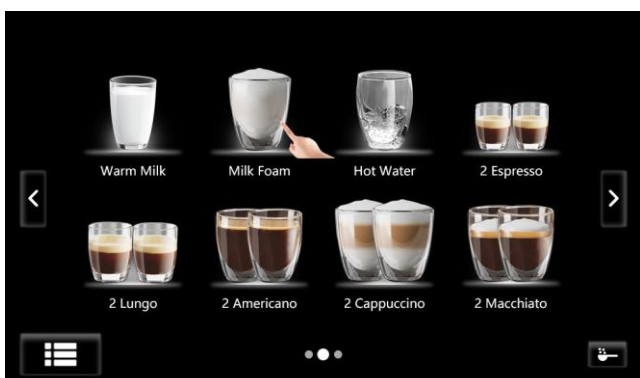 Warm Milk
Milk Foam
Hot Water
2 Espresso
2 Lungo
2 Americano
2 Cappuccino
2 Macchiato